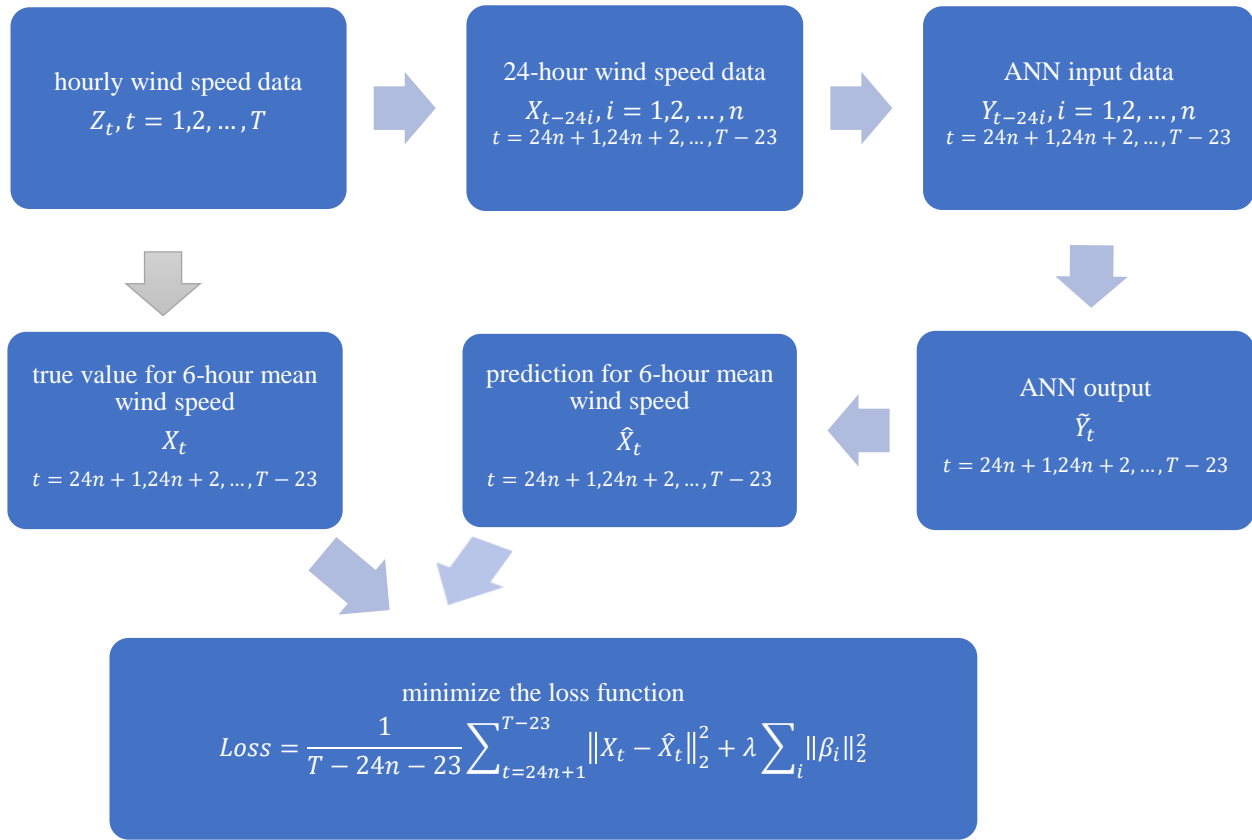 hourly wind speed data
Z_t, t = 1,2, … , T
24-hour wind speed data
X_{t−24i}, i = 1,2, … , n
t = 24n + 1,24n + 2, … , T − 23
ANN input data
Y_{t−24i}, i = 1,2, … , n
t = 24n + 1,24n + 2, … , T − 23
true value for 6-hour mean
wind speed
X_t
t = 24n + 1,24n + 2, … , T − 23
prediction for 6-hour mean
wind speed
X̂_t
t = 24n + 1,24n + 2, … , T − 23
ANN output
Ỹ_t
t = 24n + 1,24n + 2, … , T − 23
minimize the loss function
Loss = \frac{1}{T − 24n − 23} ∑_{t=24n+1}^{T−23} ‖X_t − X̂_t‖_2^2 + λ ∑_i ‖β_i‖_2^2